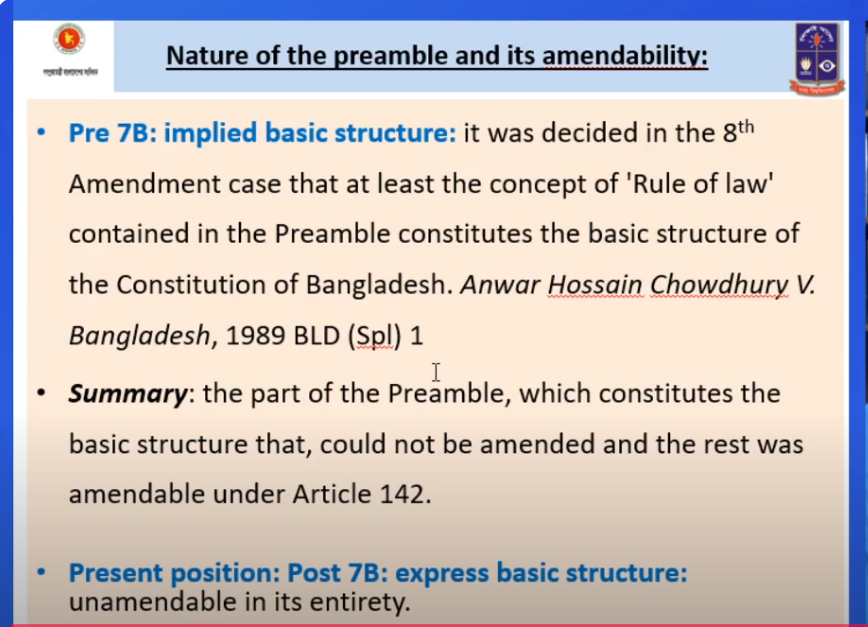 Nature of the preamble and its amendability:
• Pre 7B: implied basic structure: it was decided in the 8th
Amendment case that at least the concept of 'Rule of law'
contained in the Preamble constitutes the basic structure of
the Constitution of Bangladesh. Anwar Hossain Chowdhury V.
Bangladesh, 1989 BLD (Spl) 1
• Summary: the part of the Preamble, which constitutes the
basic structure that, could not be amended and the rest was
amendable under Article 142.
• Present position: Post 7B: express basic structure:
unamendable in its entirety.